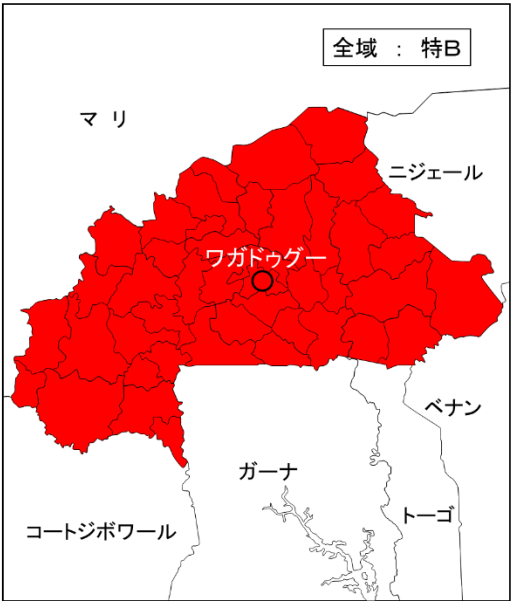 全域 ： 特B
マ リ
ニジェール
ワガドゥグー
ベナン
ガーナ
トーゴ
コートジボワール